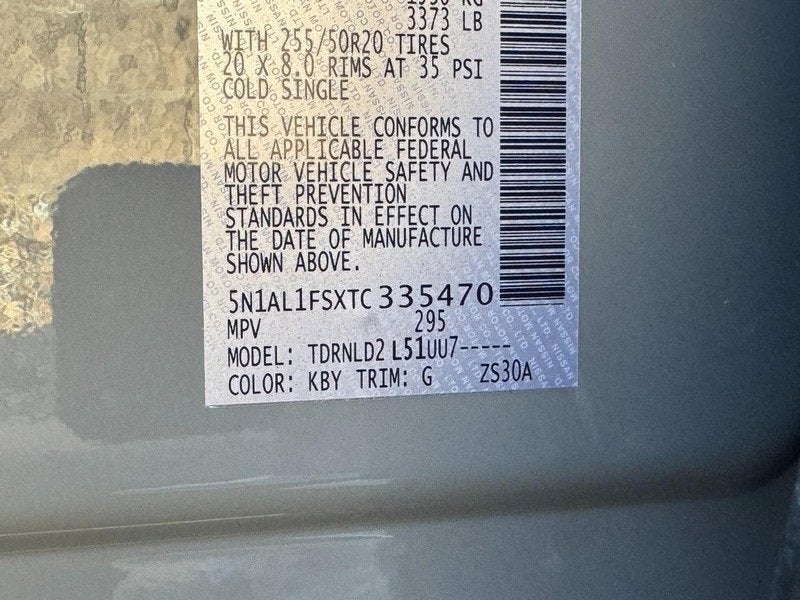 3373 LB
WITH 255/50R20 TIRES
20 X 8.0 RIMS AT 35 PSI
COLD SINGLE
THIS VEHICLE CONFORMS TO
ALL APPLICABLE FEDERAL
MOTOR VEHICLE SAFETY AND
THEFT PREVENTION
STANDARDS IN EFFECT ON
THE DATE OF MANUFACTURE
SHOWN ABOVE.
5N1AL1FSXTC335470
MPV 295
MODEL: TDRNLD2L51UU7-----
COLOR: KBY TRIM: G ZS30A